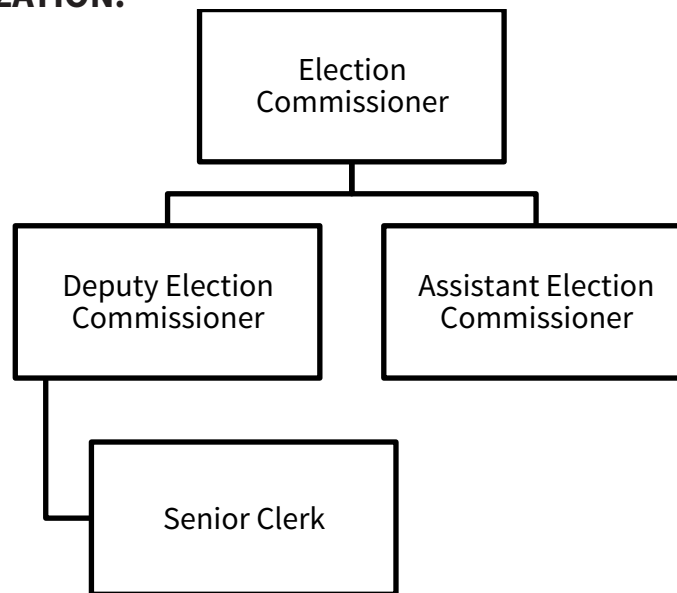 Election
Commissioner
Deputy Election
Commissioner
Assistant Election
Commissioner
Senior Clerk